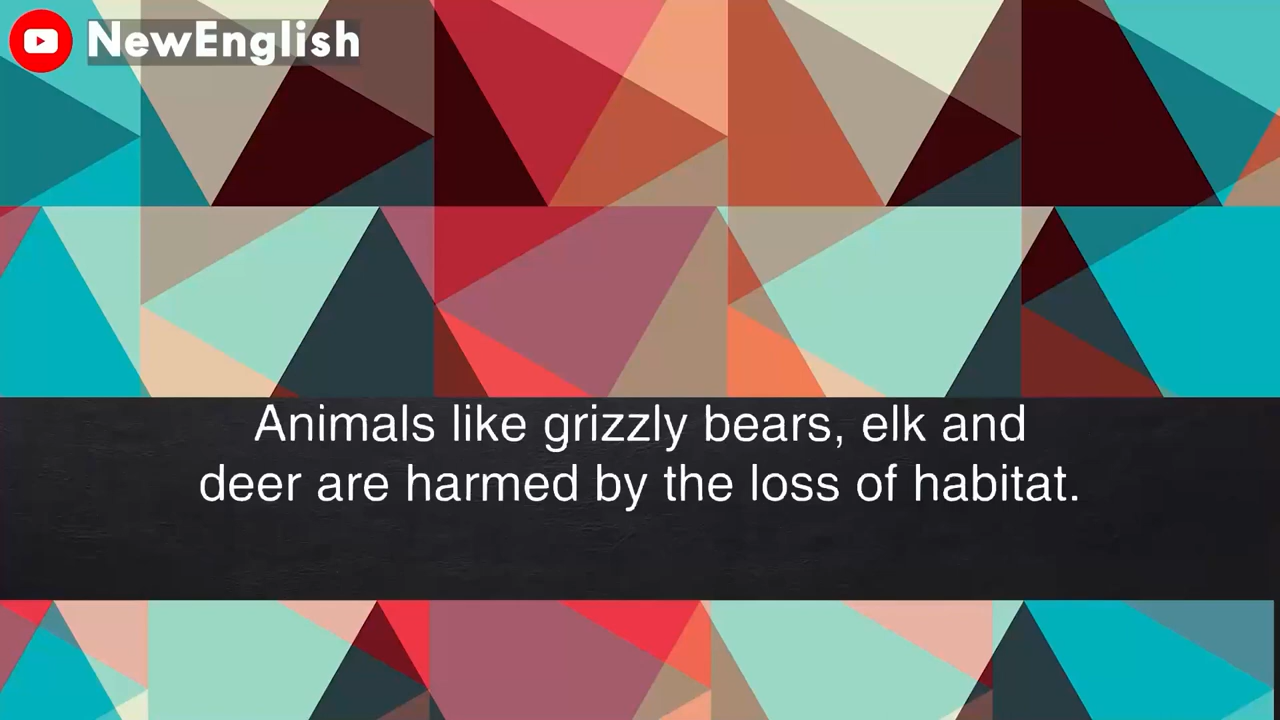 NewEnglish
Animals like grizzly bears, elk and
deer are harmed by the loss of habitat.